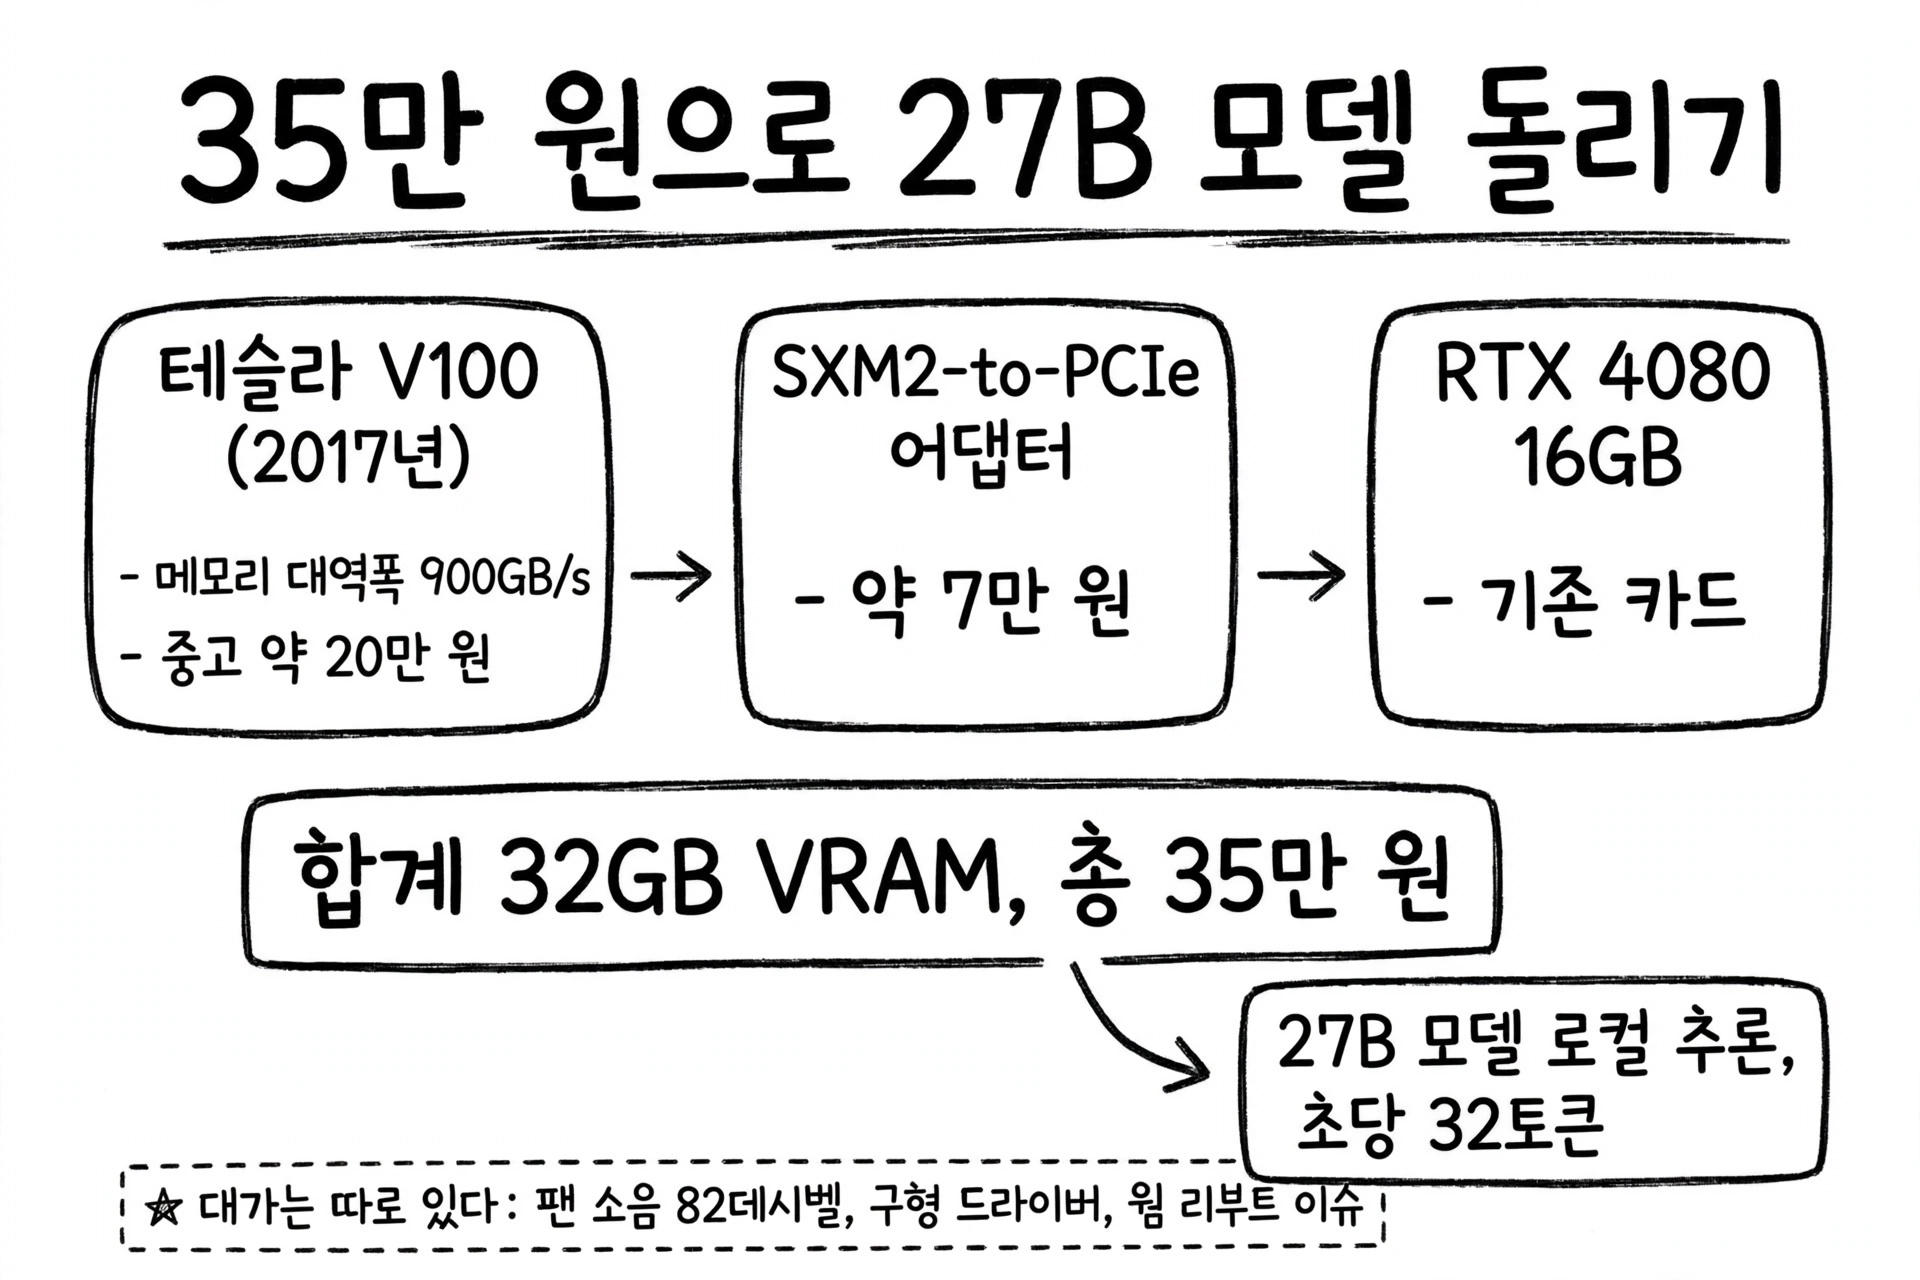 35만 원으로 27B 모델 돌리기
테슬라 V100
(2017년)
- 메모리 대역폭 900GB/s
- 중고 약 20만 원
SXM2-to-PCIe
어댑터
- 약 7만 원
RTX 4080
16GB
- 기존 카드
합계 32GB VRAM, 총 35만 원
27B 모델 로컬 추론,
초당 32토큰
☆ 대가는 따로 있다: 팬 소음 82데시벨, 구형 드라이버, 웜 리부트 이슈